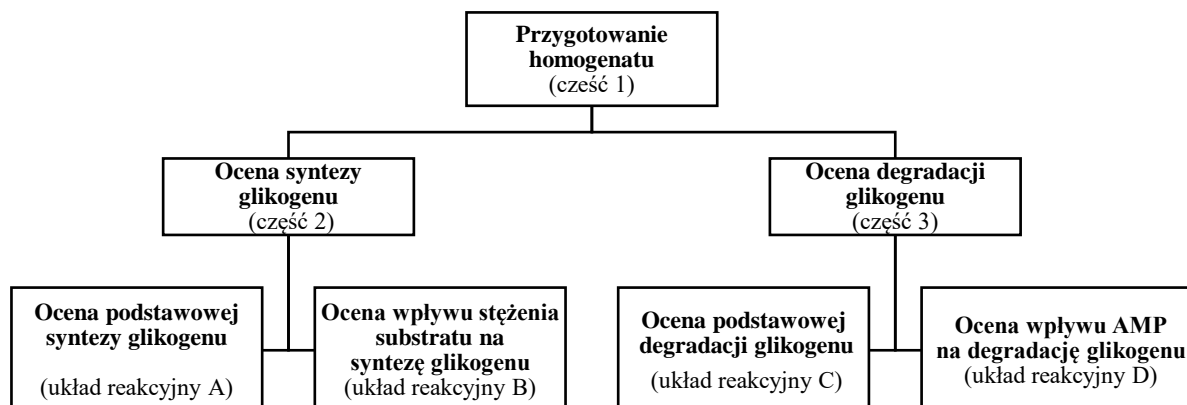 Przygotowanie
homogenatu
(cześć 1)
Ocena syntezy
glikogenu
(część 2)
Ocena degradacji
glikogenu
(część 3)
Ocena podstawowej
syntezy glikogenu
(układ reakcyjny A)
Ocena wpływu stężenia
substratu na
syntezę glikogenu
(układ reakcyjny B)
Ocena podstawowej
degradacji glikogenu
(układ reakcyjny C)
Ocena wpływu AMP
na degradację glikogenu
(układ reakcyjny D)